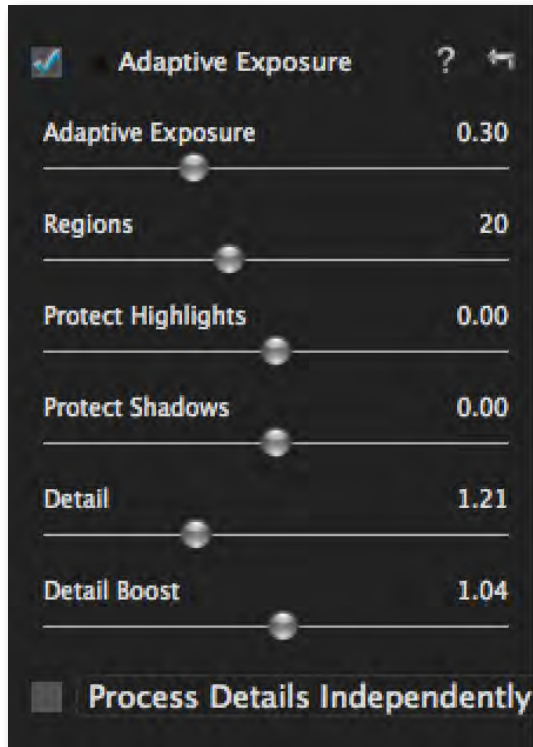 Adaptive Exposure ?
Adaptive Exposure 0.30
Regions 20
Protect Highlights 0.00
Protect Shadows 0.00
Detail 1.21
Detail Boost 1.04
Process Details Independently